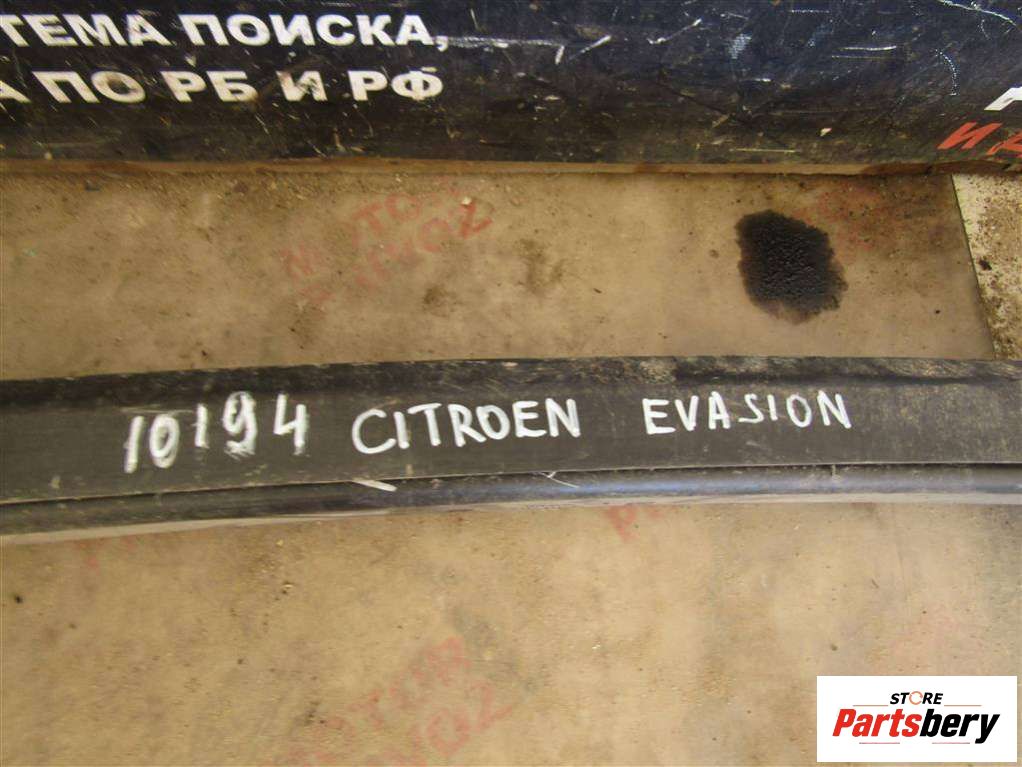 ТЕМА ПОИСКА,
А ПО РБ И РФ
10194 CITROEN EVASION
STORE
Partsbery